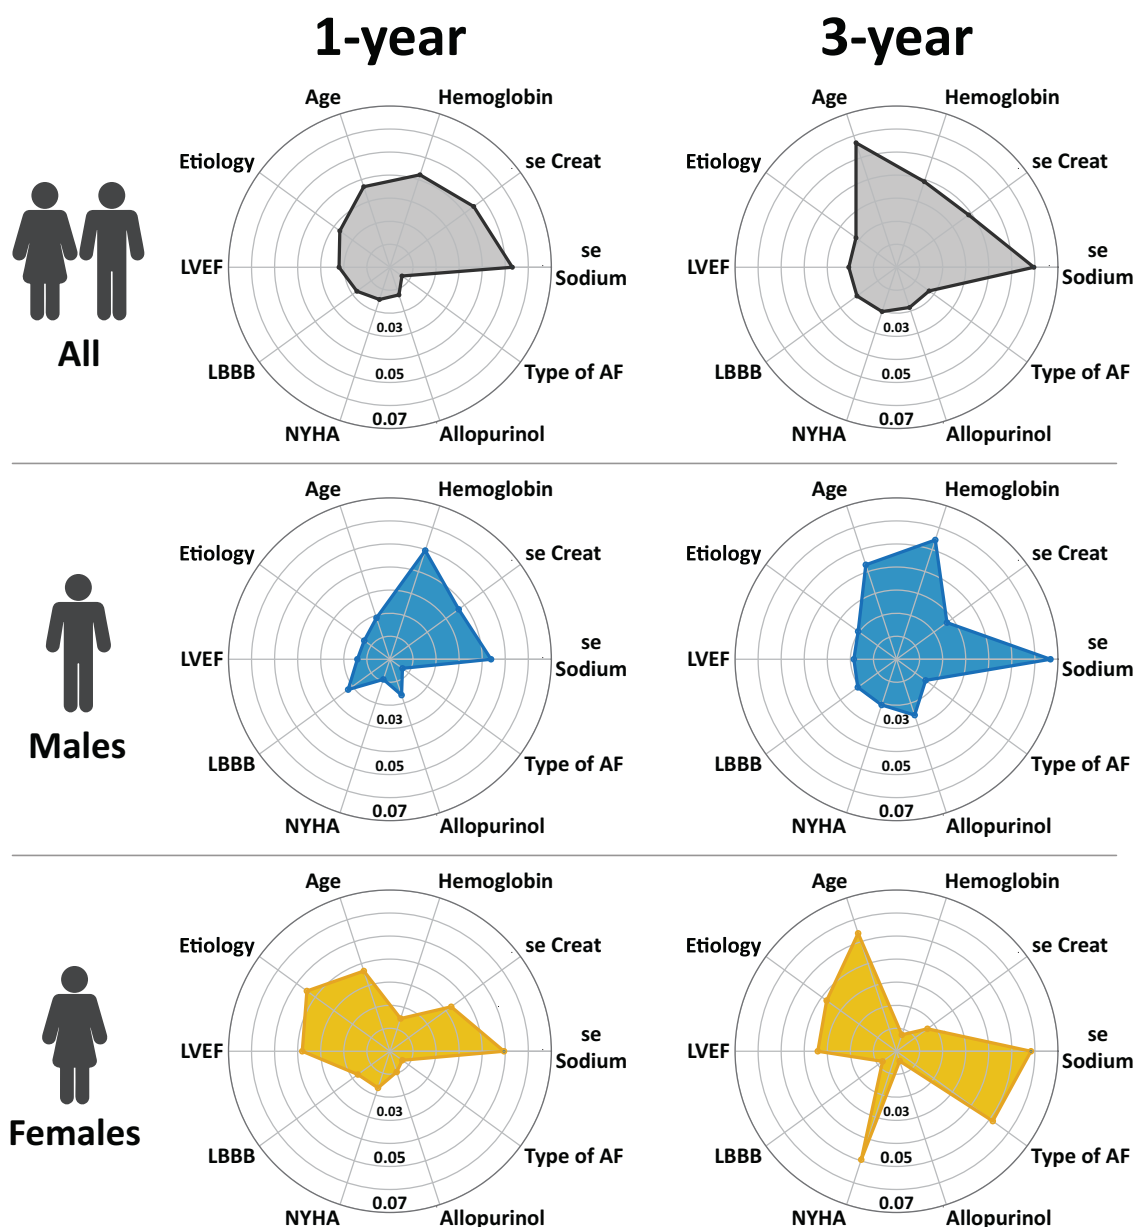 1-year
3-year
Age
Hemoglobin
Etiology
se Creat
LVEF
se
Sodium
LBBB
Type of AF
NYHA
Allopurinol
0.03
0.05
0.07
Age
Hemoglobin
Etiology
se Creat
LVEF
se
Sodium
LBBB
Type of AF
NYHA
Allopurinol
0.03
0.05
0.07
All
Age
Hemoglobin
Etiology
se Creat
LVEF
se
Sodium
LBBB
Type of AF
NYHA
Allopurinol
0.03
0.05
0.07
Age
Hemoglobin
Etiology
se Creat
LVEF
se
Sodium
LBBB
Type of AF
NYHA
Allopurinol
0.03
0.05
0.07
Males
Age
Hemoglobin
Etiology
se Creat
LVEF
se
Sodium
LBBB
Type of AF
NYHA
Allopurinol
0.03
0.05
0.07
Age
Hemoglobin
Etiology
se Creat
LVEF
se
Sodium
LBBB
Type of AF
NYHA
Allopurinol
0.03
0.05
0.07
Females